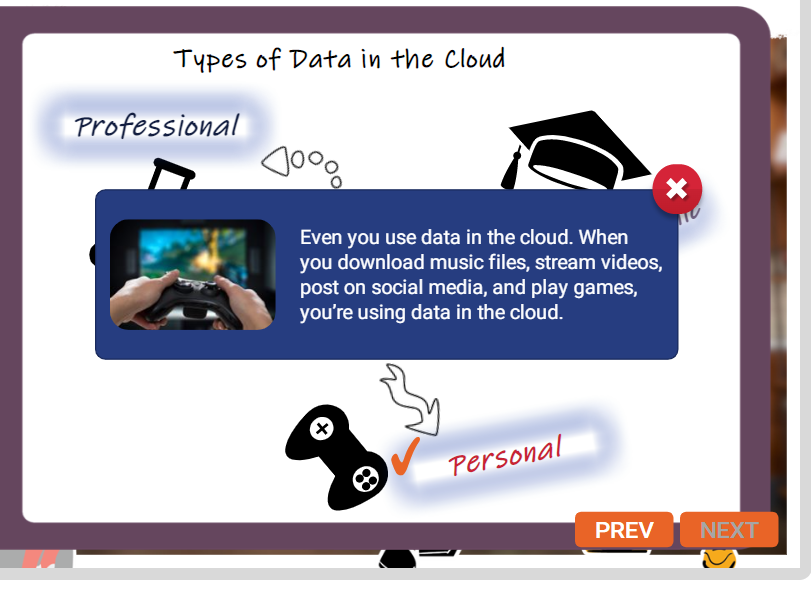 Types of Data in the Cloud
Professional
Even you use data in the cloud. When
you download music files, stream videos,
post on social media, and play games,
you're using data in the cloud.
Personal
PREV
NEXT